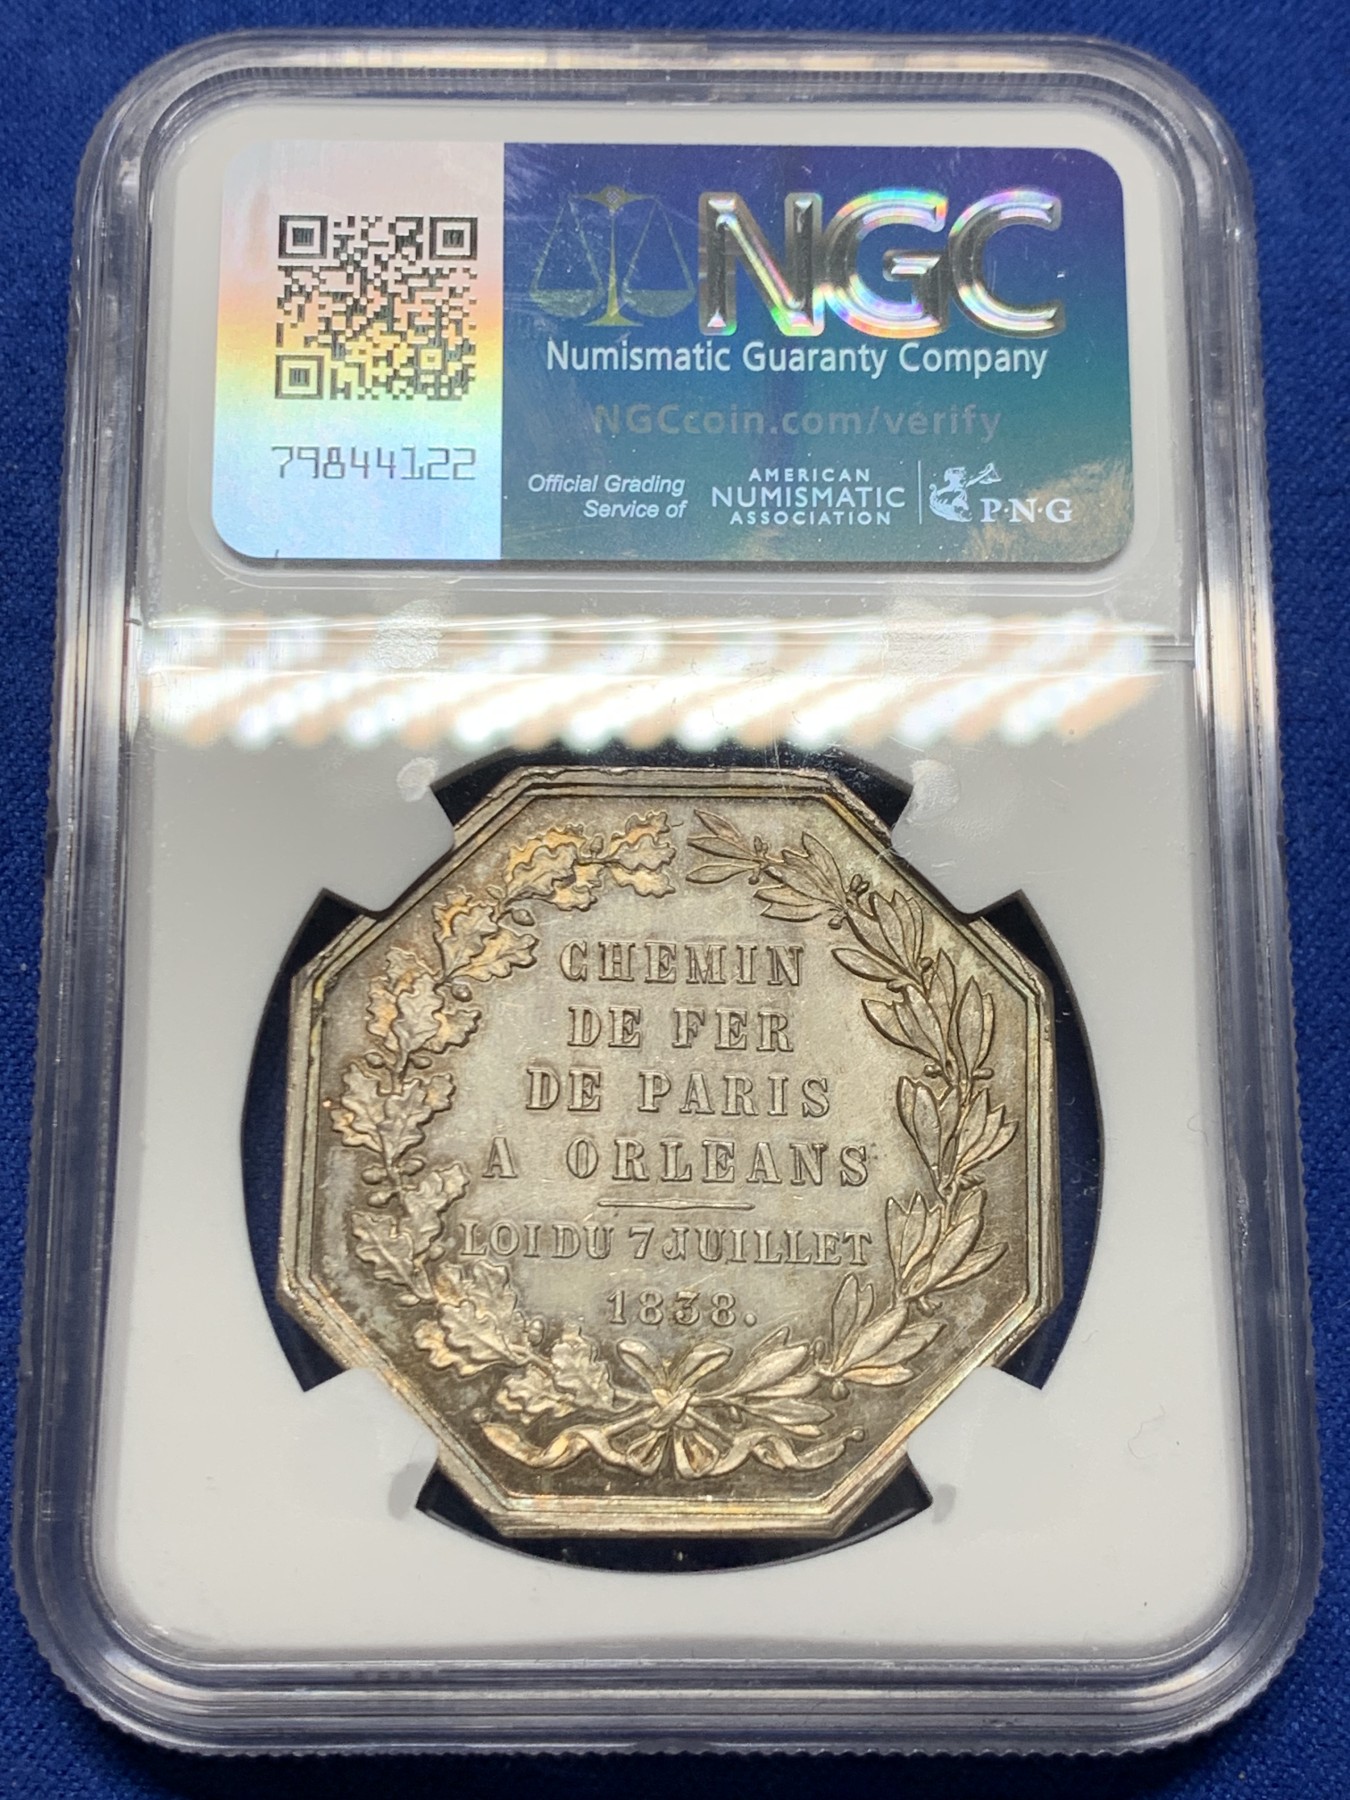 NGC
Numismatic Guaranty Company
NGCcoin.com/verify
79844122
Official Grading
Service of
AMERICAN
NUMISMATIC
ASSOCIATION
P·N·G
CHEMIN
DE FER
DE PARIS
A ORLEANS
LOI DU 7 JUILLET
1838.